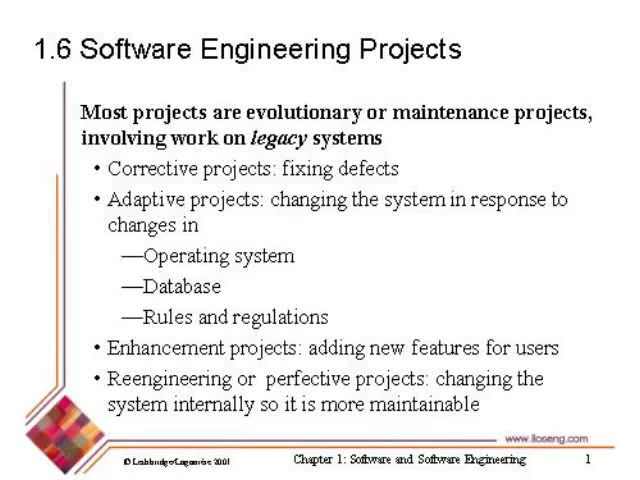 1.6 Software Engineering Projects
Most projects are evolutionary or maintenance projects,
involving work on legacy systems
• Corrective projects: fixing defects
• Adaptive projects: changing the system in response to
changes in
—Operating system
—Database
—Rules and regulations
• Enhancement projects: adding new features for users
• Reengineering or perfective projects: changing the
system internally so it is more maintainable
www.lloseng.com
© Lethbridge/Laganière 2001
Chapter 1: Software and Software Engineering
1